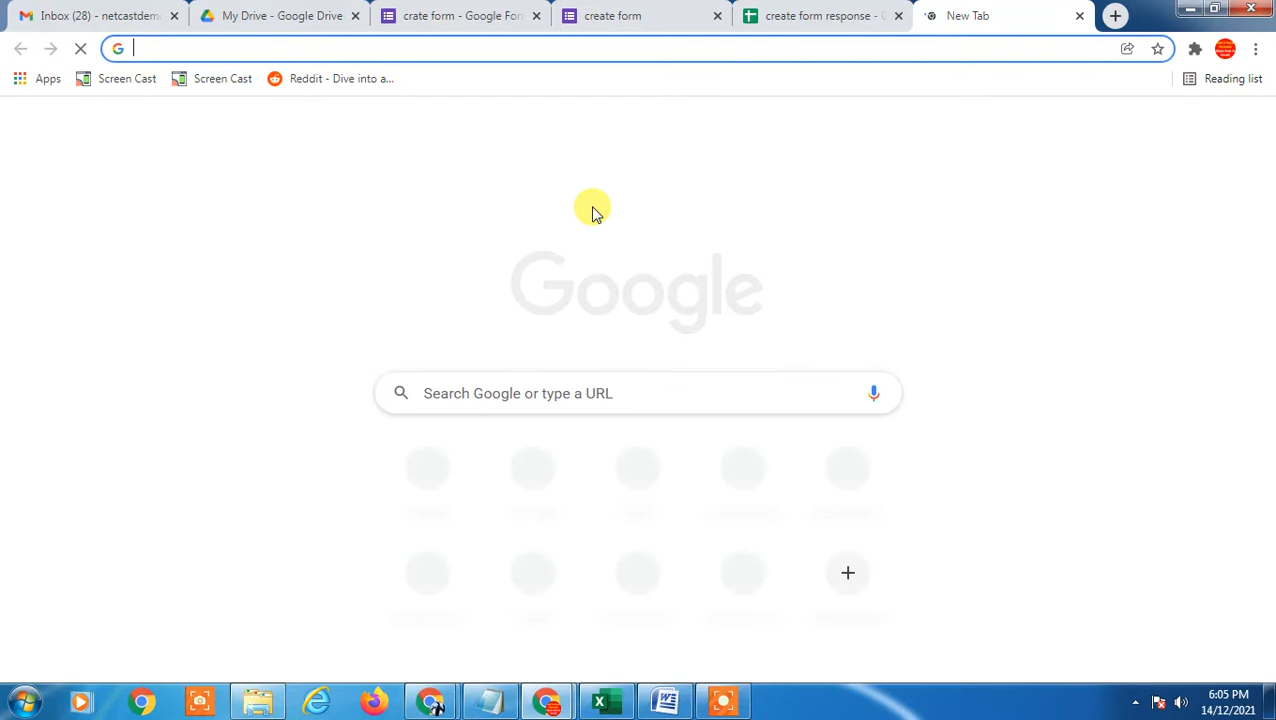 Inbox (28) - netcastdemo
My Drive - Google Drive
cate form - Google For
create form
create form response - G
New Tab
Apps
Screen Cast
Screen Cast
Reddit - Dive into a...
Reading list
Google
Search Google or type a URL
6:05 PM
14/12/2021